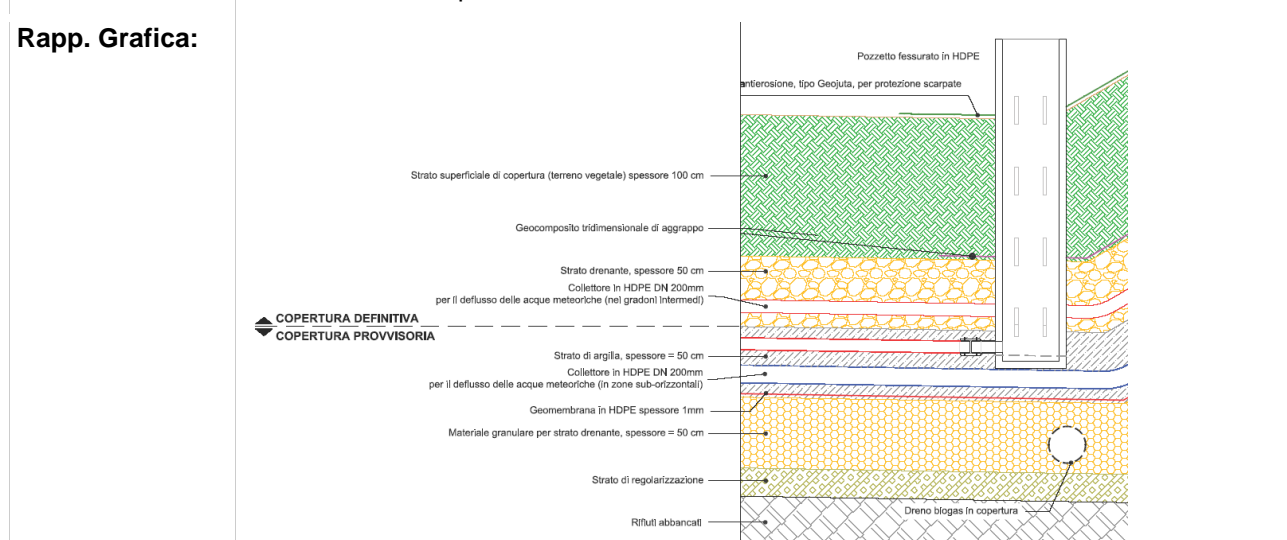 Rapp. Grafica:
Pozzetto fessurato in HDPE
antierosione, tipo Geojuta, per protezione scarpate
Strato superficiale di copertura (terreno vegetale) spessore 100 cm
Geocomposito tridimensionale di aggrappo
Strato drenante, spessore 50 cm
Collettore in HDPE DN 200mm
per il deflusso delle acque meteoriche (nei gradoni intermedi)
COPERTURA DEFINITIVA
COPERTURA PROVVISORIA
Strato di argilla, spessore = 50 cm
Collettore in HDPE DN 200mm
per il deflusso delle acque meteoriche (in zone sub-orizzontali)
Geomembrana in HDPE spessore 1mm
Materiale granulare per strato drenante, spessore = 50 cm
Strato di regolarizzazione
Dreno biogas in copertura
Rifiuti abbancati